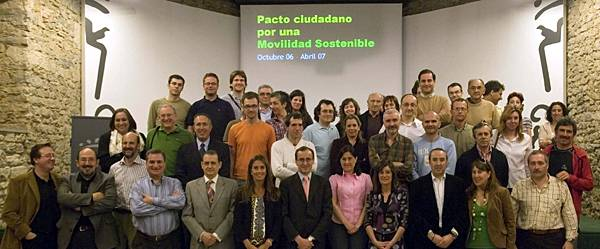 Pacto ciudadano
por una
Movilidad Sostenible
Octubre 06 - Abril 07